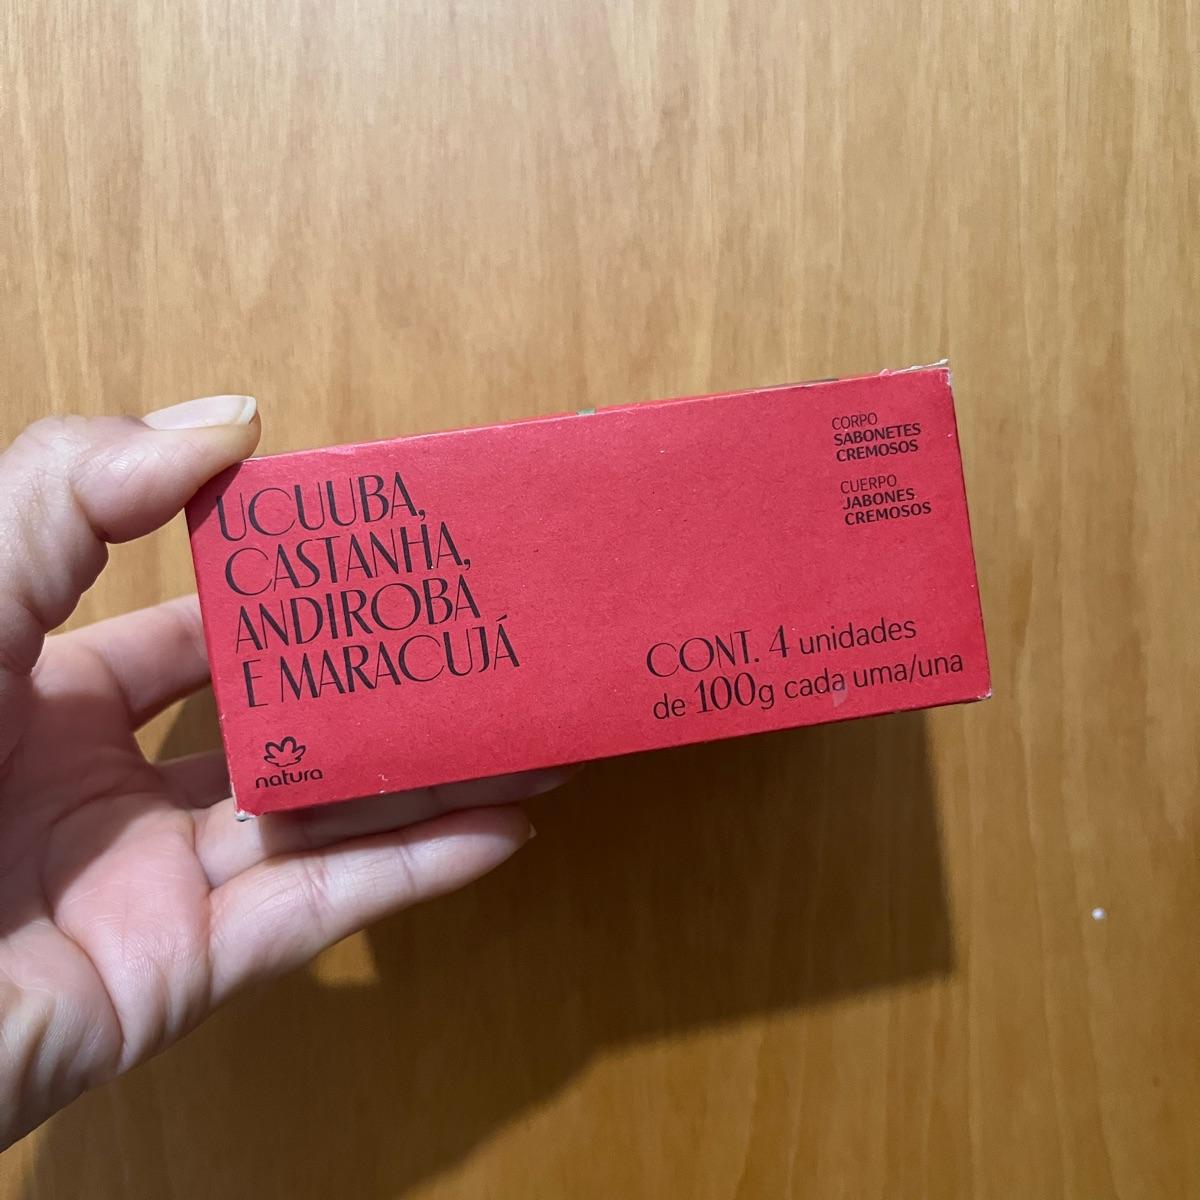 UCUUBA,
CASTANHA,
ANDIROBA
E MARACUJÁ
natura
CORPO
SABONETES
CREMOSOS
CUERPO
JABONES
CREMOSOS
CONT. 4 unidades
de 100g cada uma/una